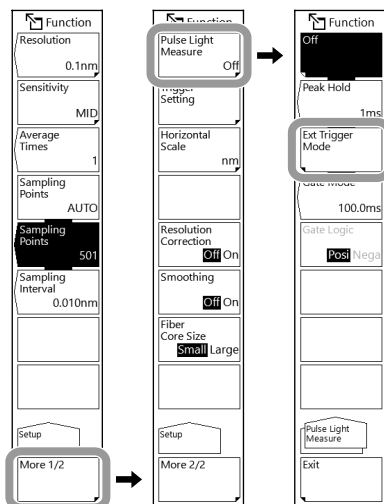 Function
Resolution
0.1nm
Sensitivity
MID
Average
Times
1
Sampling
Points
AUTO
Sampling
Points
501
Sampling
Interval
0.010nm
Setup
More 1/2
Function
Pulse Light
Measure
Off
Trigger
Setting
Horizontal
Scale
nm
Resolution
Correction
Off On
Smoothing
Off On
Fiber
Core Size
Small Large
Setup
More 2/2
Function
Off
Peak Hold
1ms
Ext Trigger
Mode
Gate Mode
100.0ms
Gate Logic
Posi Nega
Pulse Light
Measure
Exit